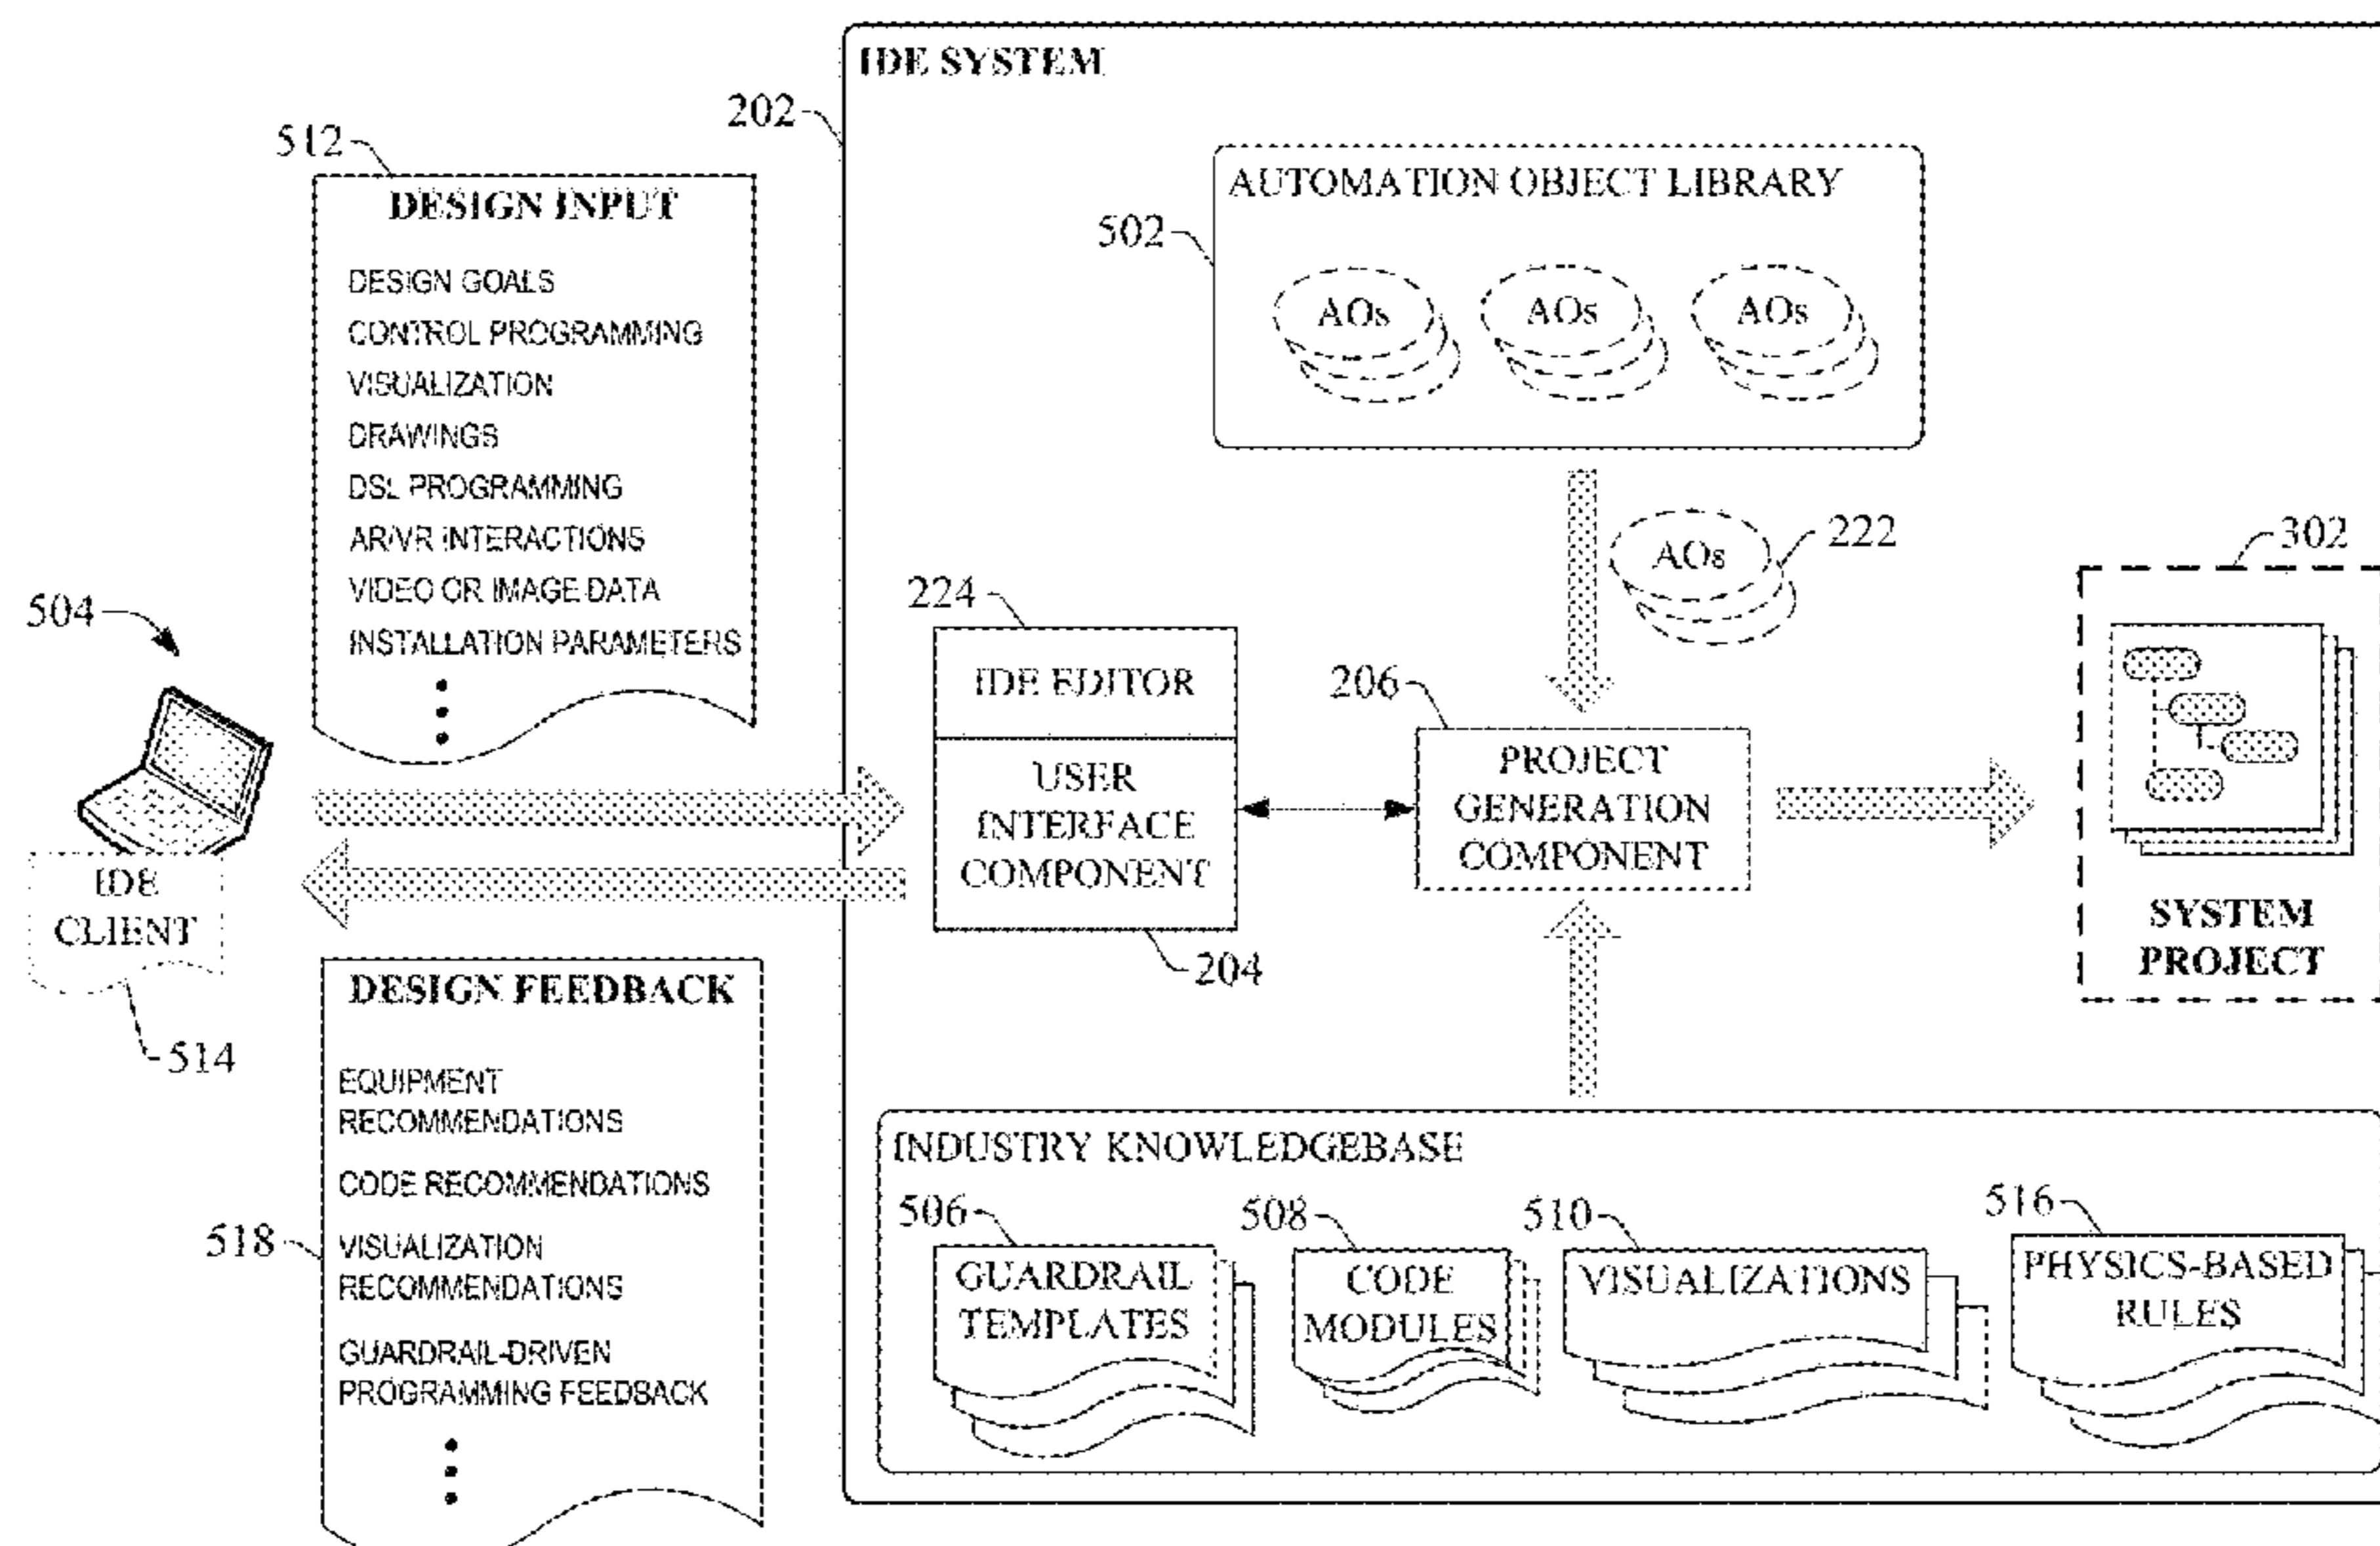 IDE SYSTEM
202
512
DESIGN INPUT
DESIGN GOALS
CONTROL PROGRAMMING
VISUALIZATION
DRAWINGS
DSL PROGRAMMING
AR/VR INTERACTIONS
VIDEO OR IMAGE DATA
INSTALLATION PARAMETERS
AUTOMATION OBJECT LIBRARY
502
AOs
AOs
AOs
AOs
222
302
504
224
IDE EDITOR
USER
INTERFACE
COMPONENT
204
206
PROJECT
GENERATION
COMPONENT
SYSTEM
PROJECT
IDE
CLIENT
514
DESIGN FEEDBACK
EQUIPMENT
RECOMMENDATIONS
CODE RECOMMENDATIONS
518
VISUALIZATION
RECOMMENDATIONS
GUARDRAIL-DRIVEN
PROGRAMMING FEEDBACK
INDUSTRY KNOWLEDGEBASE
506
GUARDRAIL
TEMPLATES
508
CODE
MODULES
510
VISUALIZATIONS
516
PHYSICS-BASED
RULES